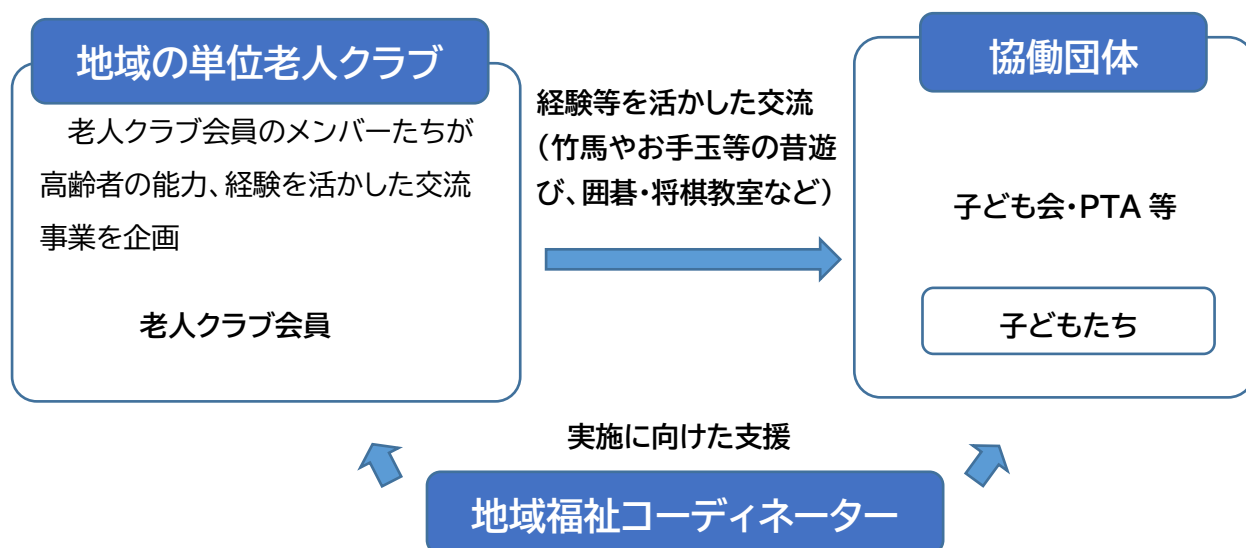 地域の単位老人クラブ
老人クラブ会員のメンバーたちが
高齢者の能力、経験を活かした交流
事業を企画
老人クラブ会員
経験等を活かした交流
(竹馬やお手玉等の昔遊
び、囲碁・将棋教室など)
協働団体
子ども会・PTA 等
子どもたち
実施に向けた支援
地域福祉コーディネーター